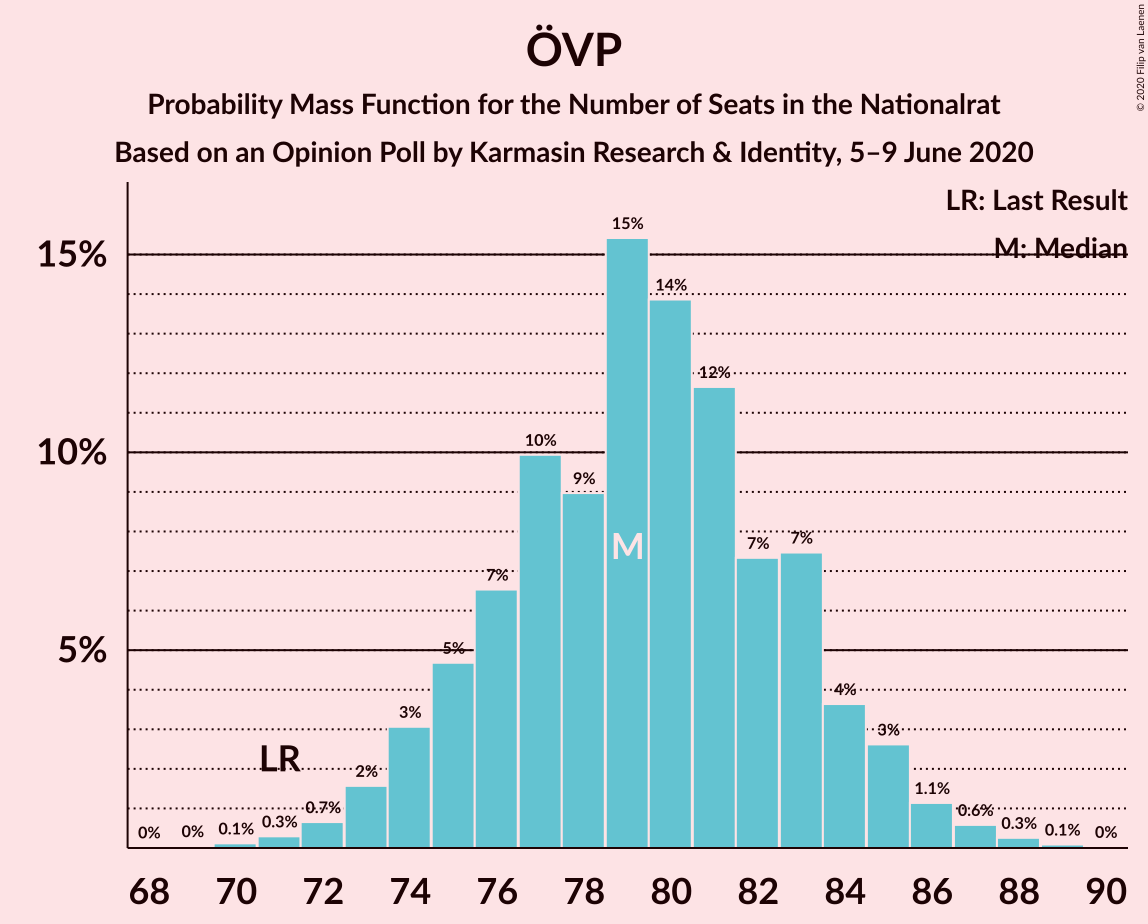 ÖVP
Probability Mass Function for the Number of Seats in the Nationalrat
Based on an Opinion Poll by Karmasin Research & Identity, 5–9 June 2020
© 2020 Filip van Laenen
LR: Last Result
M: Median
15%
10%
5%
0% 0% 0.1% 0.3% 0.7% 2% 3% 5% 7% 10% 9% 15% 14% 12% 7% 7% 4% 3% 1.1% 0.6% 0.3% 0.1% 0%
LR
M
68 70 72 74 76 78 80 82 84 86 88 90